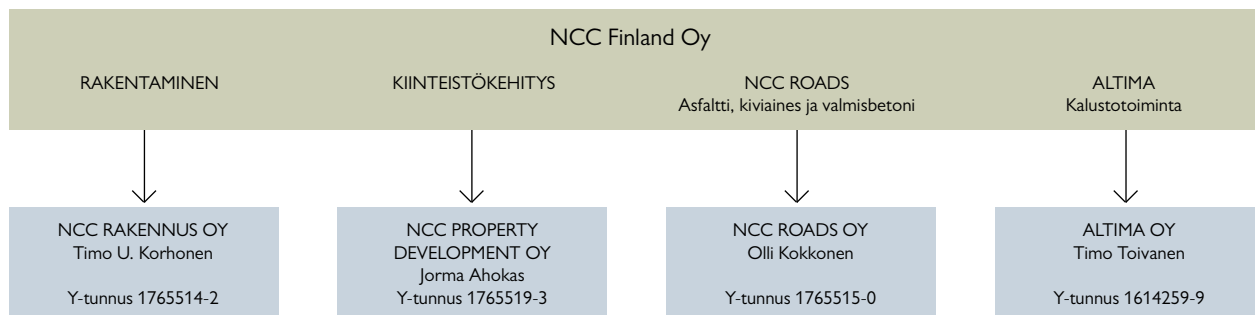 NCC Finland Oy
RAKENTAMINEN
KIINTEISTÖKEHITYS
NCC ROADS
Asfaltti, kiviaines ja valmisbetoni
ALTIMA
Kalustotoiminta
NCC RAKENNUS OY
Timo U. Korhonen
Y-tunnus 1765514-2
NCC PROPERTY
DEVELOPMENT OY
Jorma Ahokas
Y-tunnus 1765519-3
NCC ROADS OY
Olli Kokkonen
Y-tunnus 1765515-0
ALTIMA OY
Timo Toivanen
Y-tunnus 1614259-9